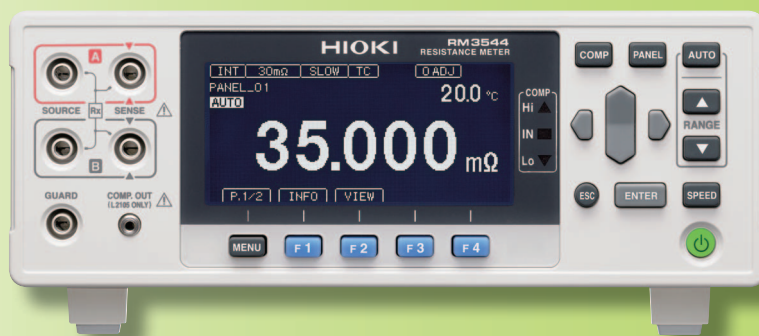 HIOKI
RM3544
RESISTANCE METER
A
SOURCE Rx SENSE
B
GUARD
COMP. OUT
(L2105 ONLY)
INT 30mΩ SLOW TC 0 ADJ
PANEL_01
AUTO
20.0 °C
35.000 mΩ
P.1/2 INFO VIEW
COMP
Hi
IN
Lo
MENU F1 F2 F3 F4
COMP PANEL AUTO
RANGE
ESC ENTER SPEED